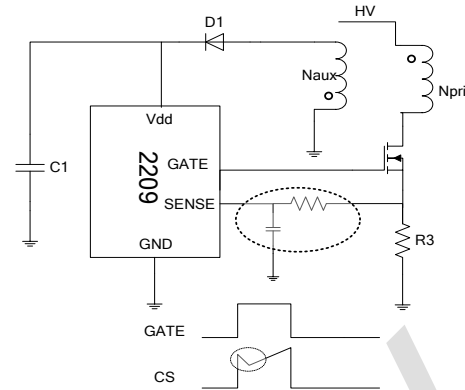 HV
D1
Naux
Npri
Vdd
C1
2209
GATE
SENSE
R3
GND
GATE
CS